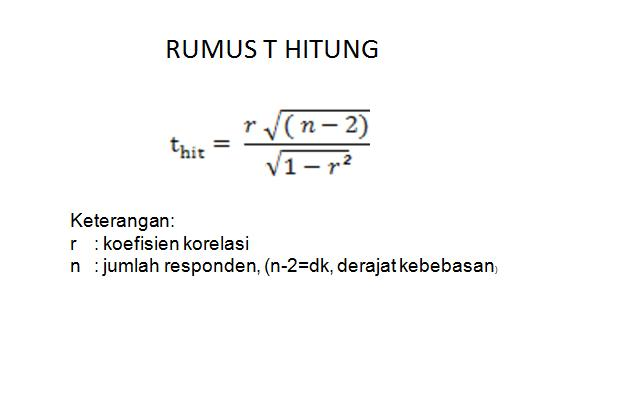 RUMUS T HITUNG
t_hit = r √(n − 2) / √1 − r²
Keterangan:
r : koefisien korelasi
n : jumlah responden, (n-2=dk, derajat kebebasan)